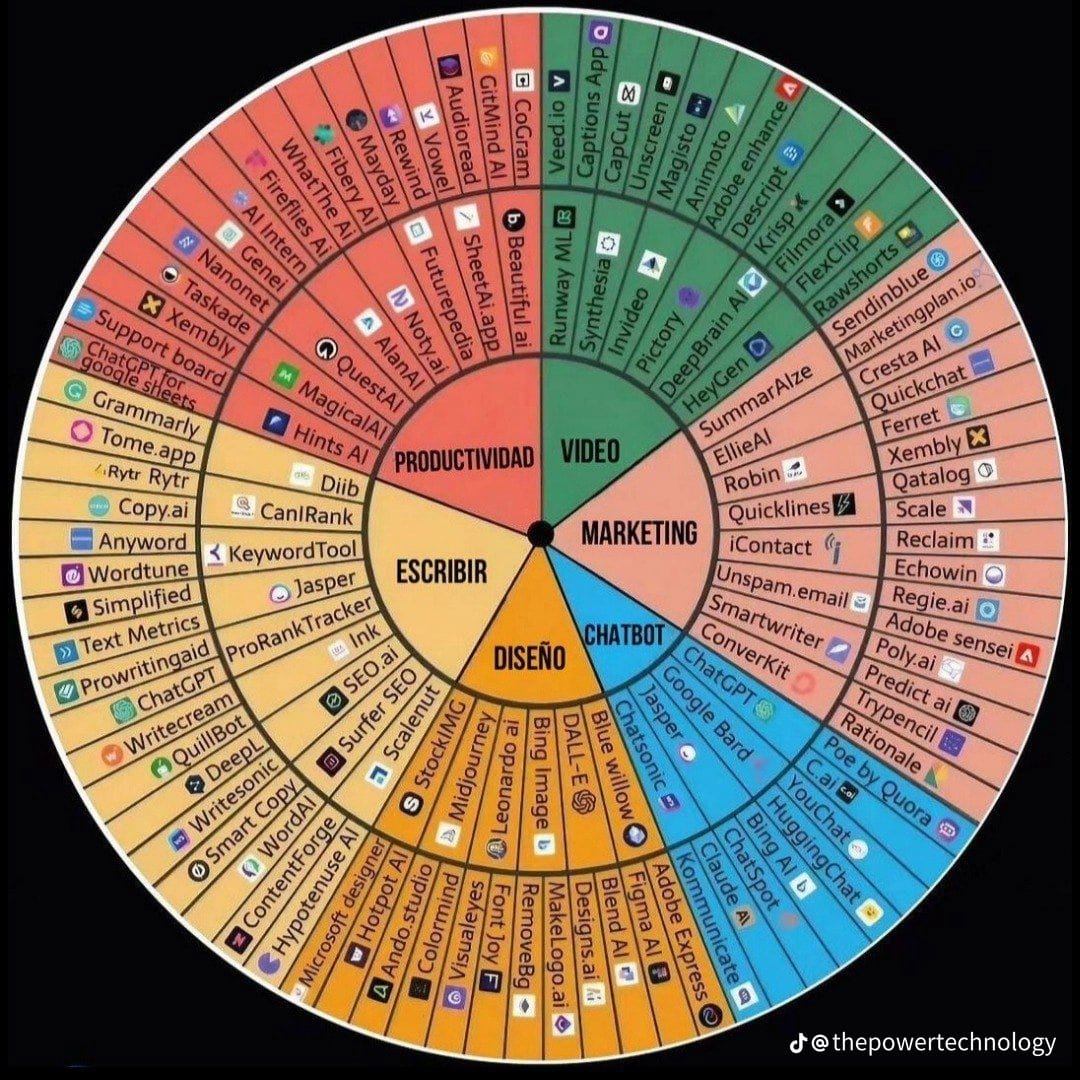 PRODUCTIVIDAD
Beautiful ai
SheetAi.app
Futurepedia
Noty.ai
AlanAI
QuestAI
MagicalAI
Hints AI
CoGram
GitMind AI
Audioread
Vowel
Rewind
Mayday
Fibery AI
WhatThe AI
Fireflies AI
AI Intern
Genei
Nanonet
Taskade
Xembly
Support board
ChatGPT for
google sheets
VIDEO
Runway ML
Synthesia
Invideo
Pictory
DeepBrain AI
HeyGen
Veed.io
Captions App
CapCut
Unscreen
Magisto
Animoto
Adobe enhance
Descript
Krisp
Filmora
FlexClip
Rawshorts
MARKETING
SummarAIze
EllieAI
Robin
Quicklines
iContact
Unspam.email
Smartwriter
ConverKit
Sendinblue
Marketingplan.io
Cresta AI
Quickchat
Ferret
Xembly
Qatalog
Scale
Reclaim
Echowin
Regie.ai
Adobe sensei
Poly.ai
Predict ai
Trypencil
Rationale
CHATBOT
ChatGPT
Google Bard
Jasper
Chatsonic
Poe by Quora
C.ai
c.ai
YouChat
HuggingChat
Bing AI
ChatSpot
Claude
AI
Kommunicate
DISEÑO
Blue willow
DALL-E
Bing Image
Leonardo ai
Midjourney
StockIMG
Adobe Express
Figma AI
Blend AI
Designs.ai
MakeLogo.ai
RemoveBg
Font Joy
Visualeyes
Colormind
Ando.studio
Hotpot AI
Microsoft designer
ESCRIBIR
Diib
CanIRank
KeywordTool
Jasper
ProRankTracker
Ink
SEO.ai
Surfer SEO
Scalenut
Grammarly
Tome.app
Rytr Rytr
Copy.ai
Anyword
Wordtune
Simplified
Text Metrics
Prowritingaid
ChatGPT
Writecream
QuillBot
DeepL
Writesonic
Smart Copy
WordAI
ContentForge
Hypotenuse AI
@thepowertechnology